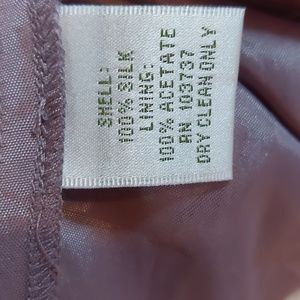 SHELL:
100% SILK
LINING:
100% ACETATE
RN 103737
DRY CLEAN ONLY